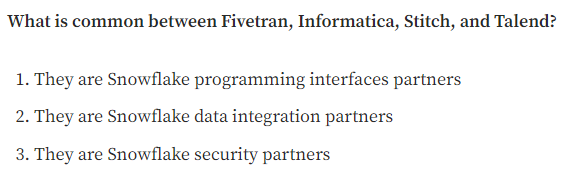 What is common between Fivetran, Informatica, Stitch, and Talend?
1. They are Snowflake programming interfaces partners
2. They are Snowflake data integration partners
3. They are Snowflake security partners